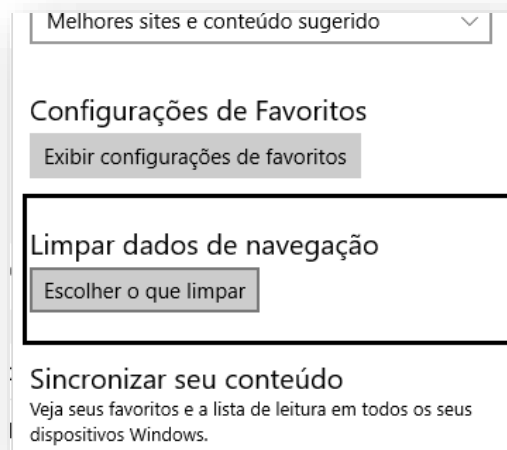 Melhores sites e conteúdo sugerido
Configurações de Favoritos
Exibir configurações de favoritos
Limpar dados de navegação
Escolher o que limpar
Sincronizar seu conteúdo
Veja seus favoritos e a lista de leitura em todos os seus
dispositivos Windows.